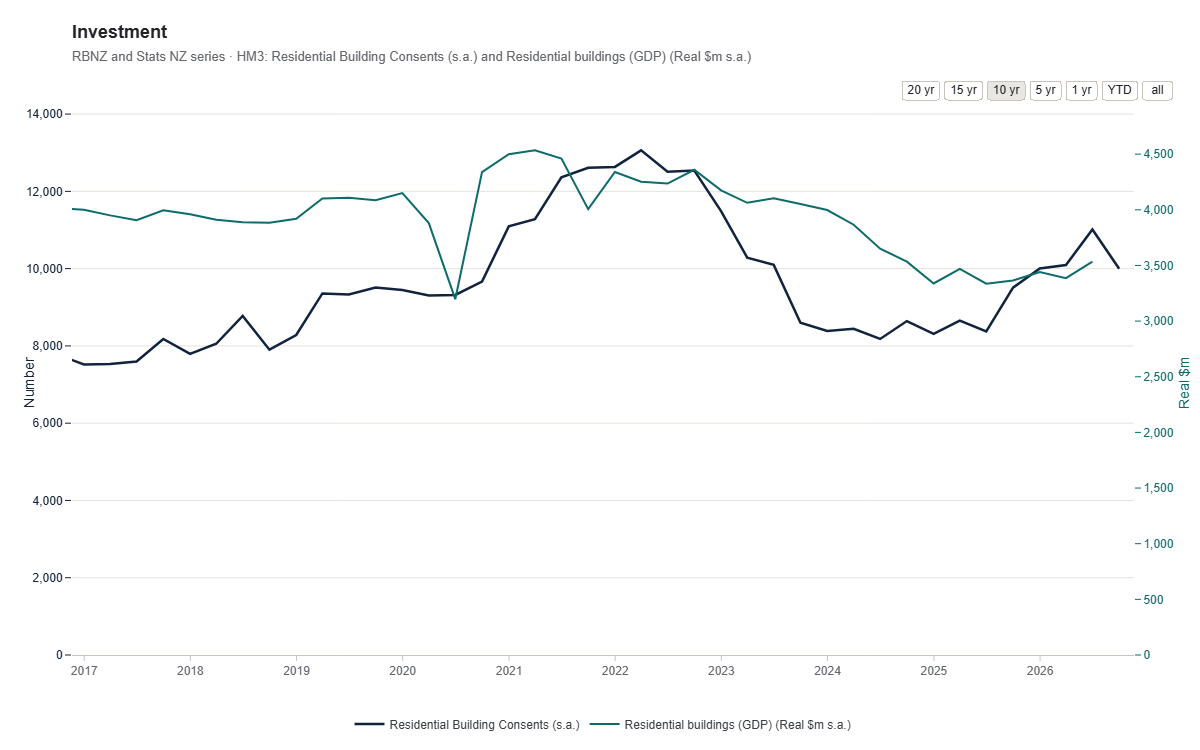 Investment
RBNZ and Stats NZ series · HM3: Residential Building Consents (s.a.) and Residential buildings (GDP) (Real $m s.a.)
20 yr 15 yr 10 yr 5 yr 1 yr YTD all
14,000
12,000
10,000
8,000
6,000
4,000
2,000
0
Number
4,500
4,000
3,500
3,000
2,500
2,000
1,500
1,000
500
0
Real $m
2017 2018 2019 2020 2021 2022 2023 2024 2025 2026
Residential Building Consents (s.a.) Residential buildings (GDP) (Real $m s.a.)